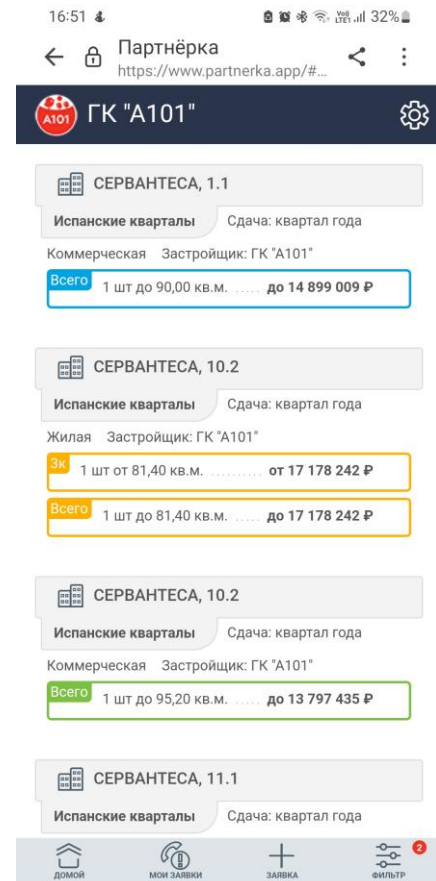 16:51
Vo)) LTE1 32%
Партнёрка
https://www.partnerka.app/#...
А101 ГК "А101"
СЕРВАНТЕСА, 1.1
Испанские кварталы Сдача: квартал года
Коммерческая Застройщик: ГК "А101"
Всего 1 шт до 90,00 кв.м. ..... до 14 899 009 ₽
СЕРВАНТЕСА, 10.2
Испанские кварталы Сдача: квартал года
Жилая Застройщик: ГК "А101"
3к 1 шт от 81,40 кв.м. .......... от 17 178 242 ₽
Всего 1 шт до 81,40 кв.м. ..... до 17 178 242 ₽
СЕРВАНТЕСА, 10.2
Испанские кварталы Сдача: квартал года
Коммерческая Застройщик: ГК "А101"
Всего 1 шт до 95,20 кв.м. ..... до 13 797 435 ₽
СЕРВАНТЕСА, 11.1
Испанские кварталы Сдача: квартал года
2
ДОМОЙ МОИ ЗАЯВКИ ЗАЯВКА ФИЛЬТР